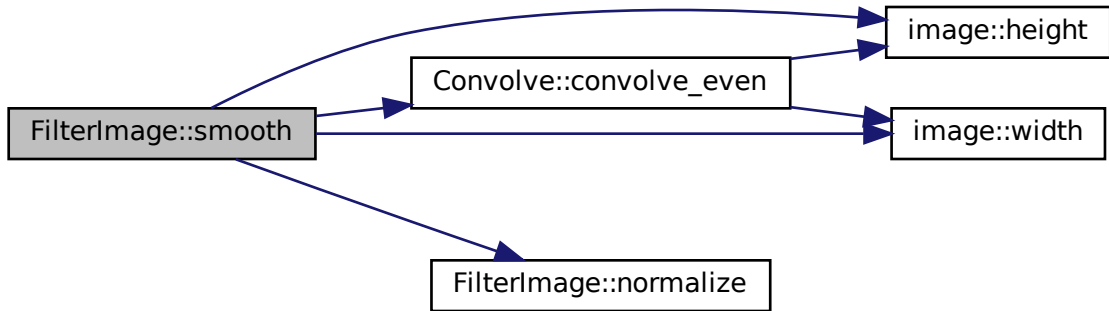 FilterImage::smooth
Convolve::convolve_even
image::height
image::width
FilterImage::normalize